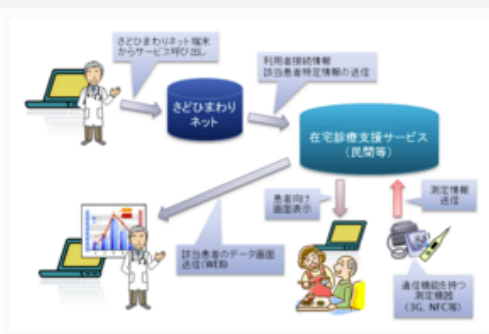 さどひまわりネット端末
からサービス呼び出し
利用者接続情報
該当患者特定情報の送信
さどひまわり
ネット
在宅診療支援サービス
(民間等)
患者向け
画面表示
測定情報
送信
該当患者のデータ画面
送信(WEB)
通信機能を持つ
測定機器
(3G、NFC等)